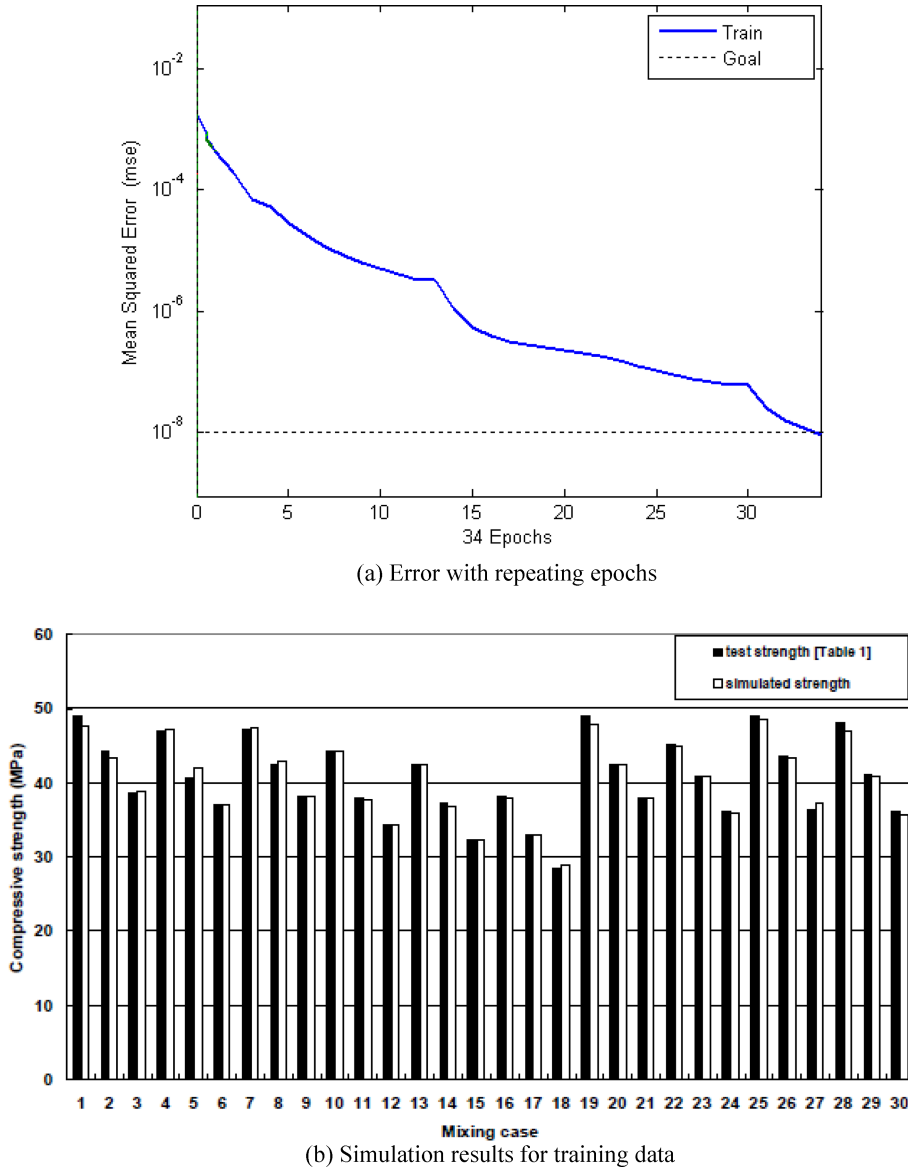 Train
Goal
10-2
10-4
10-6
10-8
Mean Squared Error (mse)
0 5 10 15 20 25 30
34 Epochs
(a) Error with repeating epochs
60
50
40
30
20
10
0
Compressive strength (MPa)
test strength [Table 1]
simulated strength
1 2 3 4 5 6 7 8 9 10 11 12 13 14 15 16 17 18 19 20 21 22 23 24 25 26 27 28 29 30
Mixing case
(b) Simulation results for training data